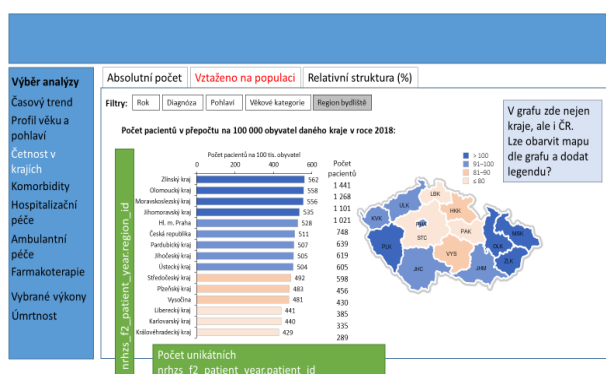 Výběr analýzy
Časový trend
Profil věku a
pohlaví
Četnost v
krajích
Komorbidity
Hospitalizační
péče
Ambulantní
péče
Farmakoterapie
Vybrané výkony
Úmrtnost
Absolutní počet
Vztaženo na populaci
Relativní struktura (%)
Filtry:
Rok
Diagnóza
Pohlaví
Věkové kategorie
Region bydliště
Počet pacientů v přepočtu na 100 000 obyvatel daného kraje v roce 2018:
nrhzs_f2_patient_year.region_id
Počet pacientů na 100 tis. obyvatel
0 200 400 600
Zlínský kraj 562
Olomoucký kraj 558
Moravskoslezský kraj 556
Jihomoravský kraj 535
Hl. m. Praha 528
Česká republika 511
Pardubický kraj 507
Jihočeský kraj 505
Ústecký kraj 504
Středočeský kraj 492
Plzeňský kraj 483
Vysočina 481
Liberecký kraj 441
Karlovarský kraj 440
Královéhradecký kraj 429
Počet
pacientů
1 441
1 268
1 101
1 021
748
639
619
605
598
456
430
385
335
289
> 100
91–100
81–90
≤ 80
LBK
ULK
HKK
KVK
PHA
STC
PAK
PLK
VYS
JHC
JHM
OLK
MSK
ZLK
V grafu zde nejen
kraje, ale i ČR.
Lze obarvit mapu
dle grafu a dodat
legendu?
Počet unikátních
nrhzs_f2_patient_year.patient_id